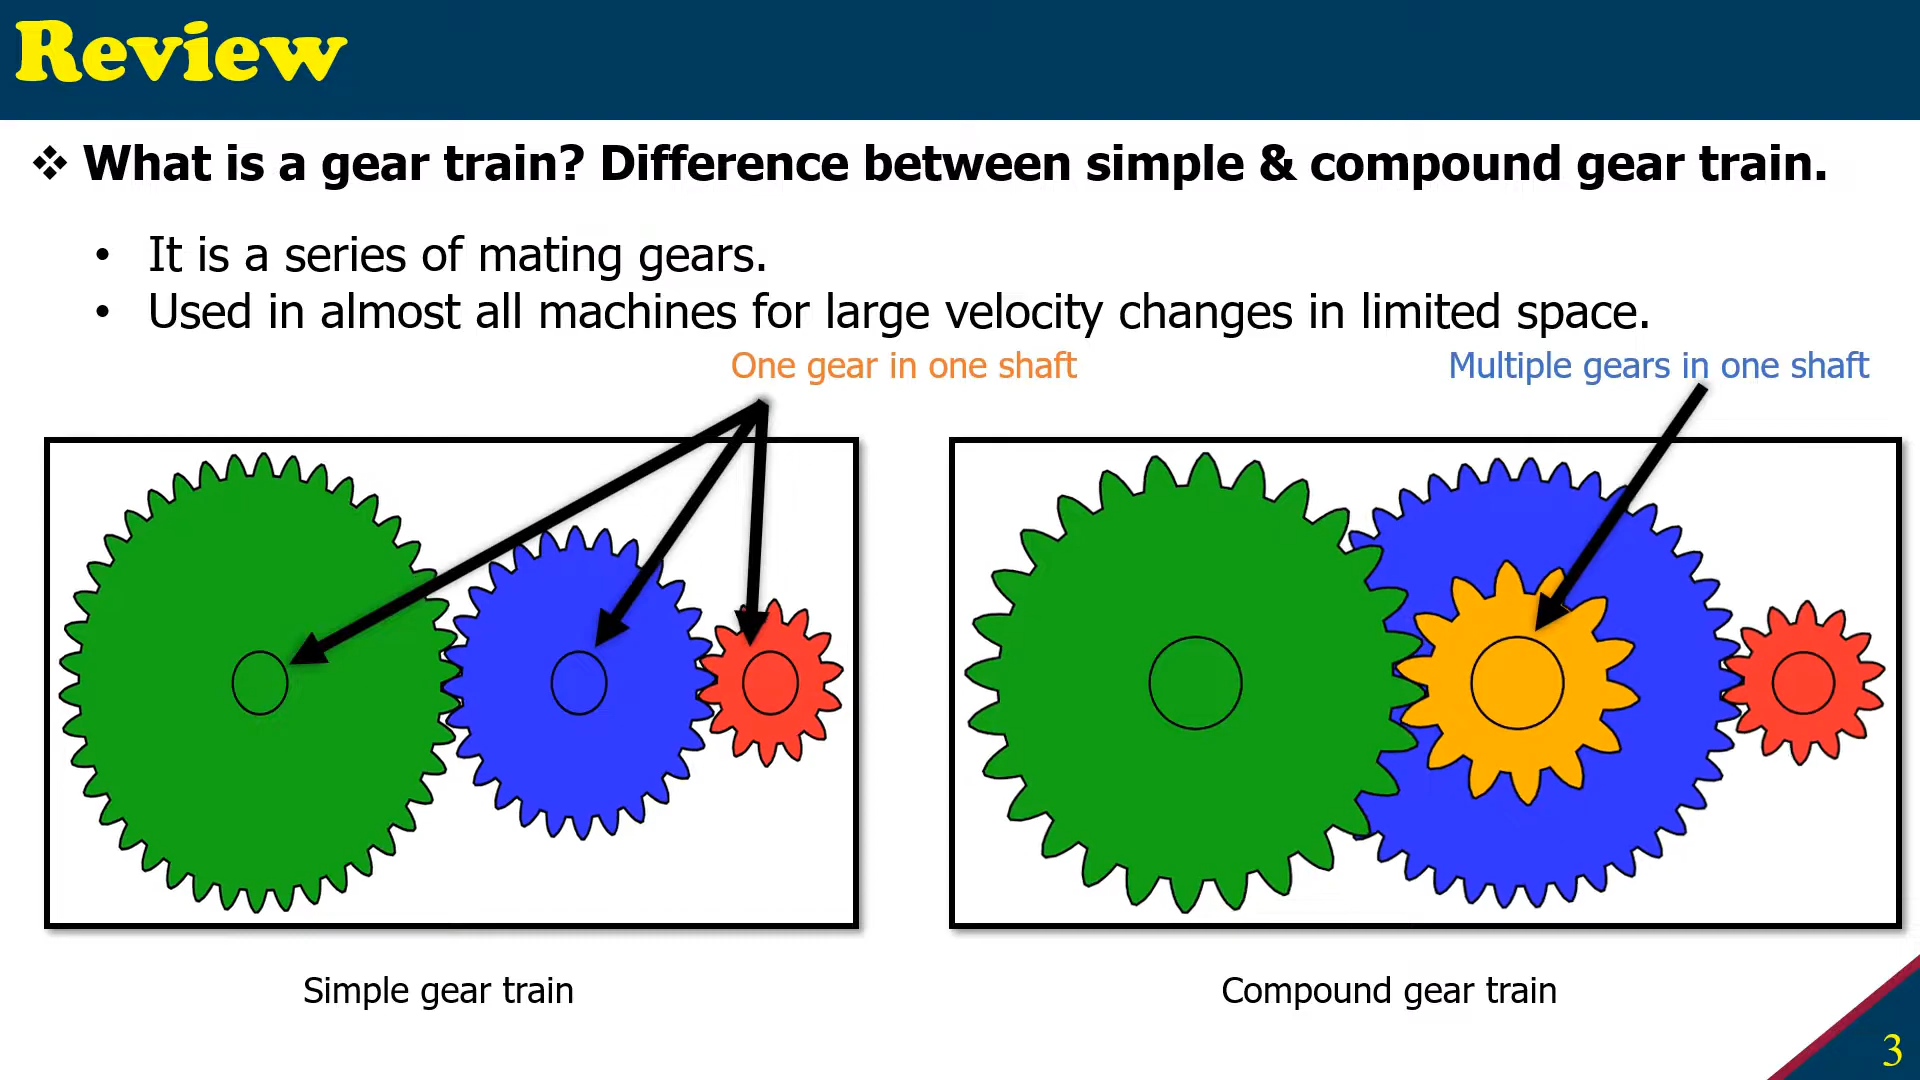 Review
❖ What is a gear train? Difference between simple & compound gear train.
• It is a series of mating gears.
• Used in almost all machines for large velocity changes in limited space.
One gear in one shaft
Multiple gears in one shaft
Simple gear train
Compound gear train
3